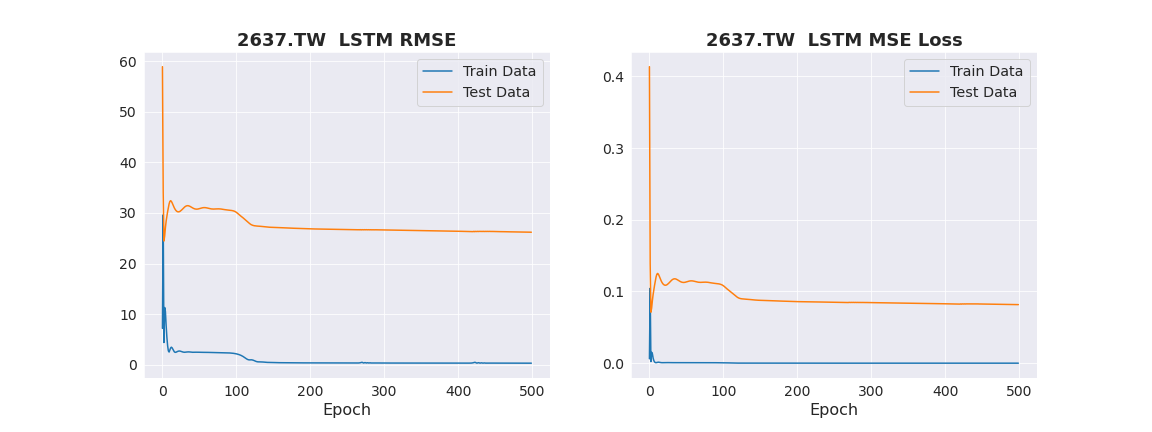 2637.TW  LSTM RMSE
60
50
40
30
20
10
0
0 100 200 300 400 500
Epoch
Train Data
Test Data
2637.TW  LSTM MSE Loss
0.4
0.3
0.2
0.1
0.0
0 100 200 300 400 500
Epoch
Train Data
Test Data